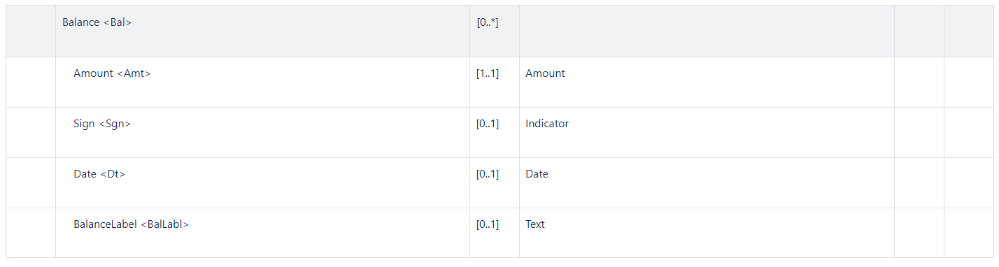 Balance <Bal> [0..*]
Amount <Amt> [1..1] Amount
Sign <Sgn> [0..1] Indicator
Date <Dt> [0..1] Date
BalanceLabel <BalLabl> [0..1] Text